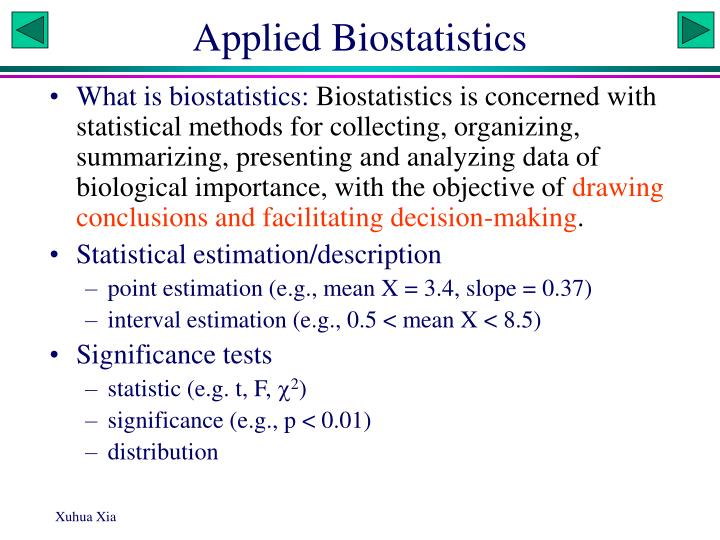 Applied Biostatistics
• What is biostatistics: Biostatistics is concerned with
statistical methods for collecting, organizing,
summarizing, presenting and analyzing data of
biological importance, with the objective of drawing
conclusions and facilitating decision-making.
• Statistical estimation/description
– point estimation (e.g., mean X = 3.4, slope = 0.37)
– interval estimation (e.g., 0.5 < mean X < 8.5)
• Significance tests
– statistic (e.g. t, F, χ²)
– significance (e.g., p < 0.01)
– distribution
Xuhua Xia